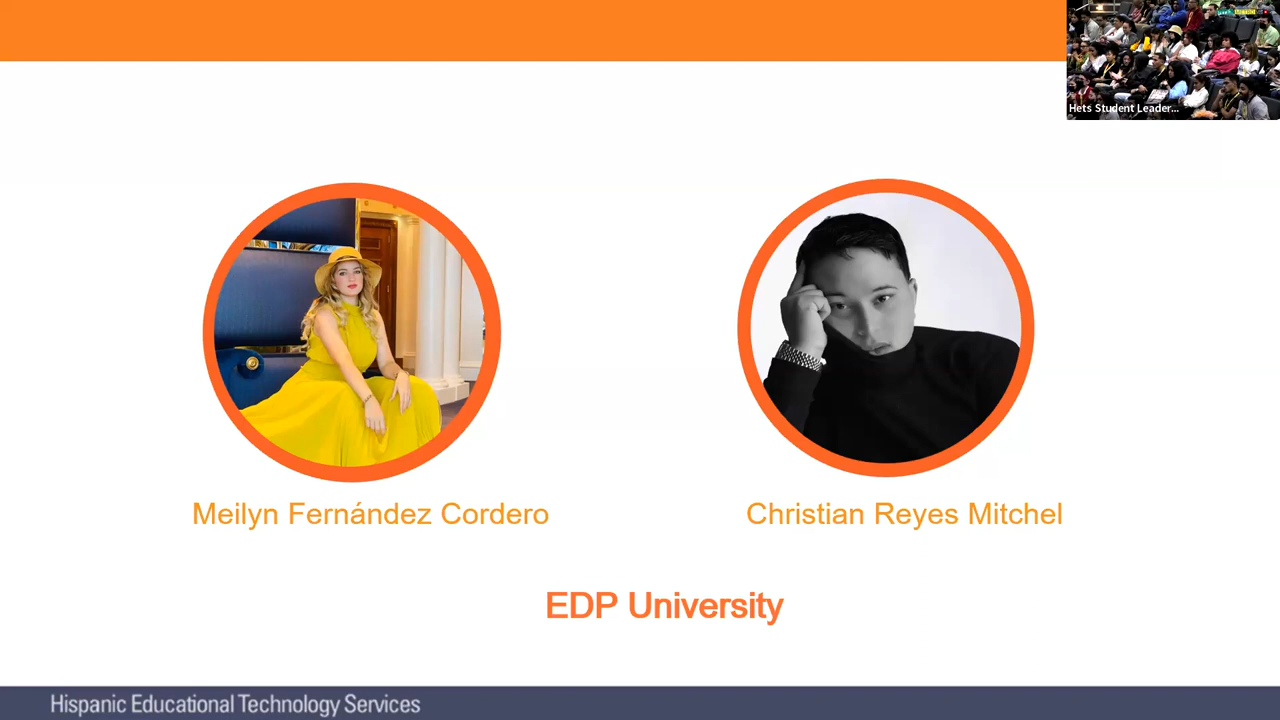 Hets Student Leader...
Meilyn Fernández Cordero
Christian Reyes Mitchel
EDP University
Hispanic Educational Technology Services